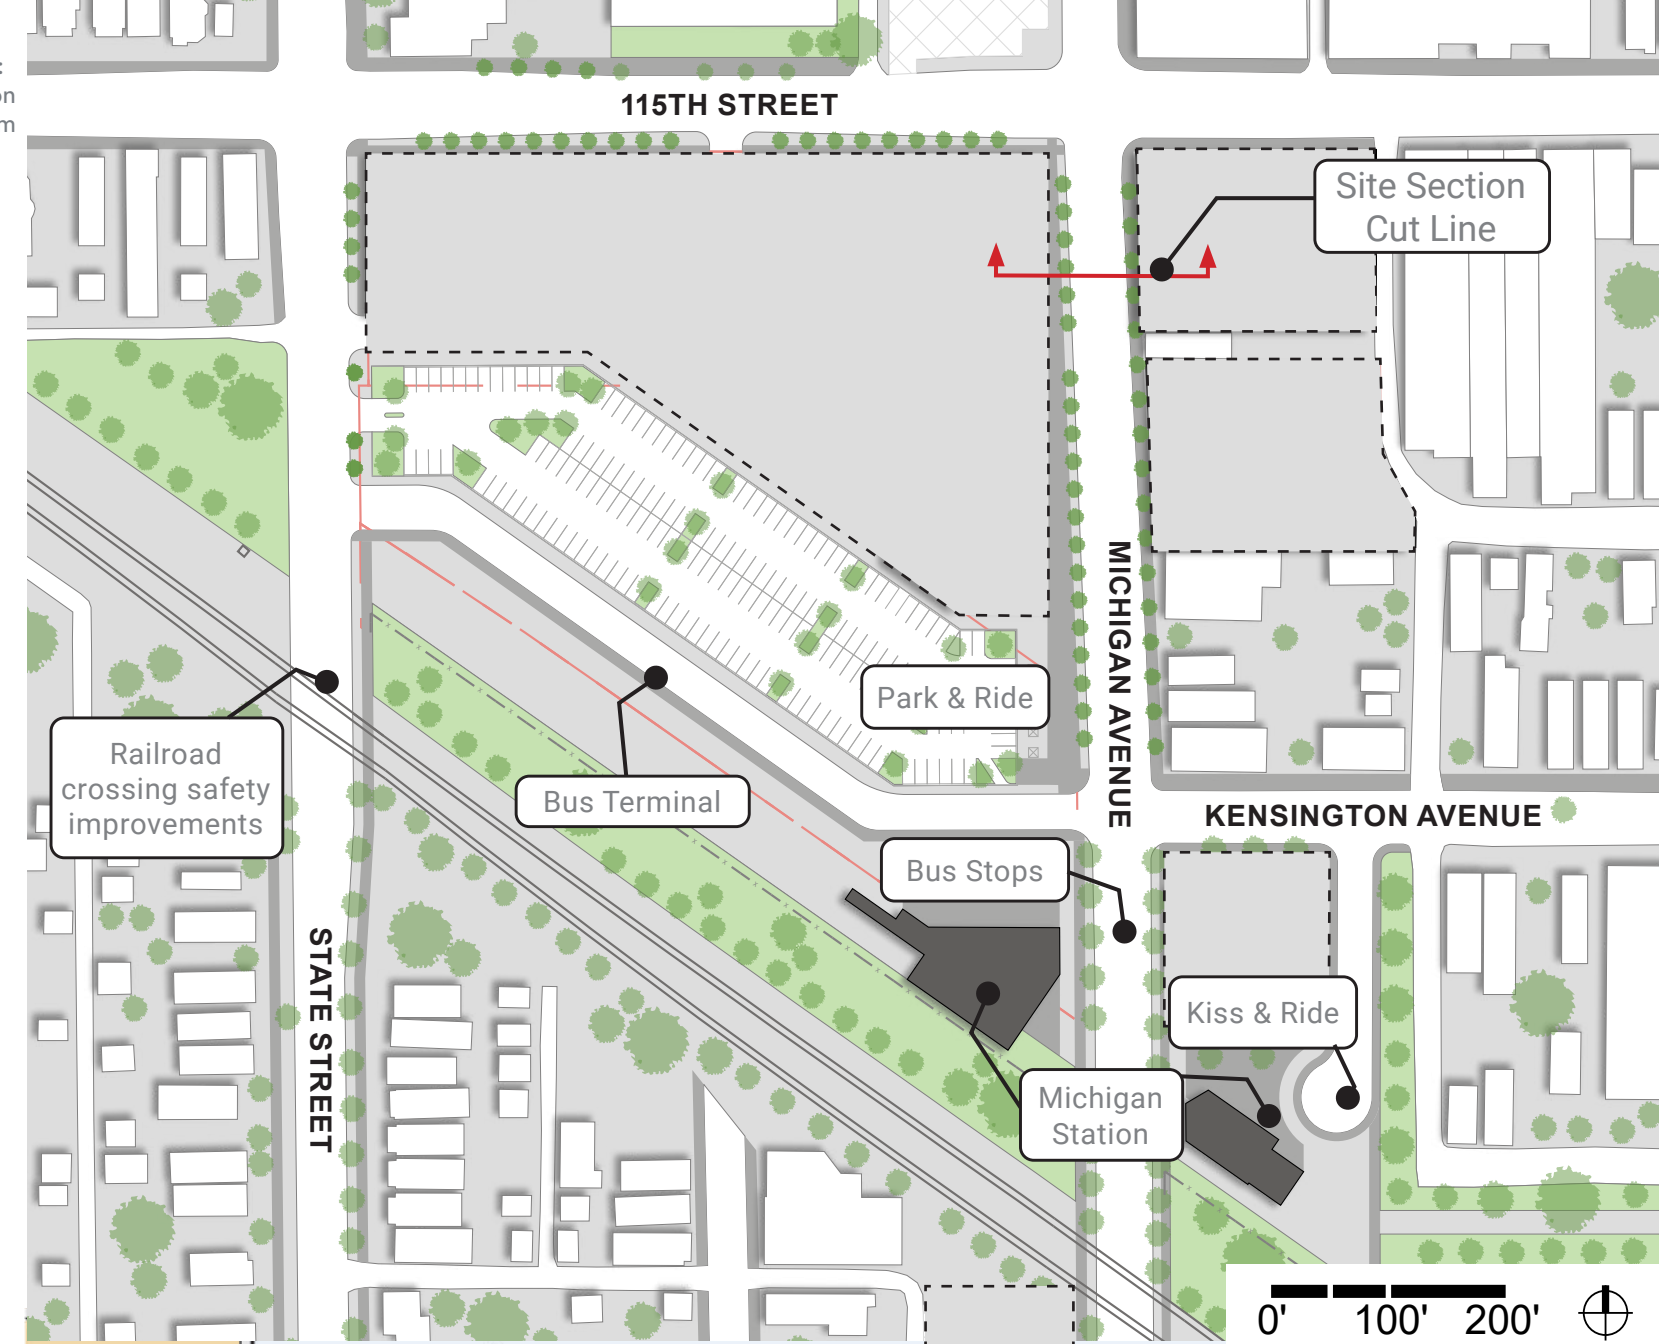 :
on
m
115TH STREET
Site Section
Cut Line
MICHIGAN AVENUE
Park & Ride
Railroad
crossing safety
improvements
Bus Terminal
KENSINGTON AVENUE
Bus Stops
STATE STREET
Kiss & Ride
Michigan
Station
0' 100' 200'